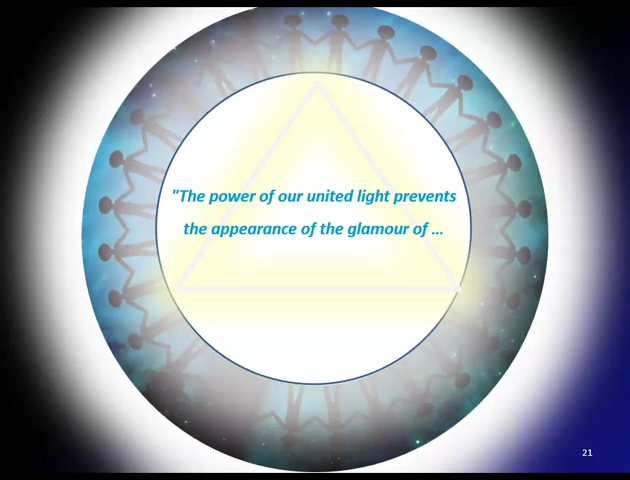 "The power of our united light prevents
the appearance of the glamour of ...
21